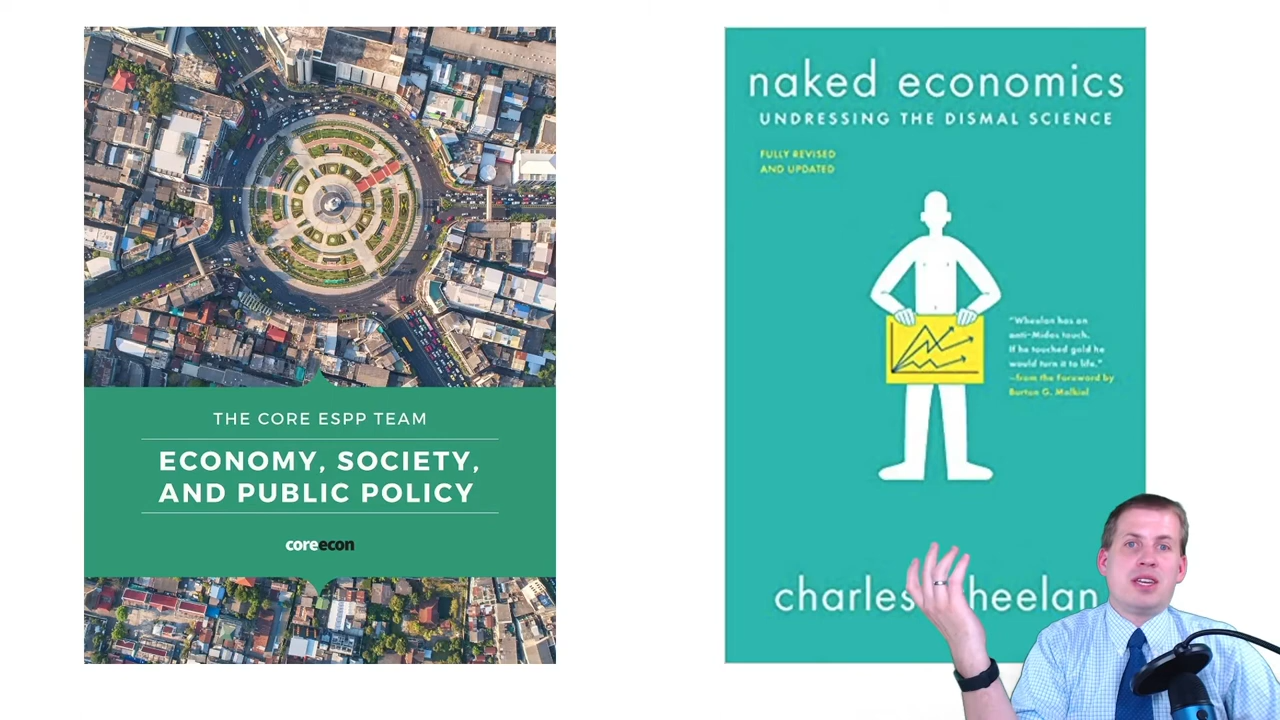 THE CORE ESPP TEAM
ECONOMY, SOCIETY,
AND PUBLIC POLICY
coreecon
naked economics
UNDRESSING THE DISMAL SCIENCE
FULLY REVISED
AND UPDATED
"Wheelan has an
anti-Midas touch.
If he touched gold he
would turn it to life."
—from the Foreword by
Burton G. Malkiel
charles heelan